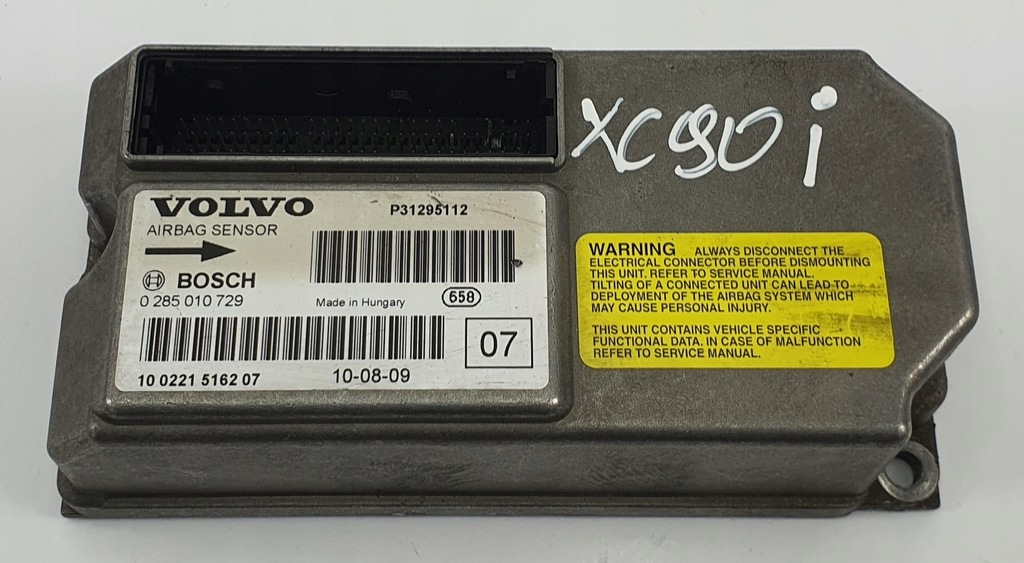 XC90 i
VOLVO
P31295112
AIRBAG SENSOR
BOSCH
0 285 010 729
Made in Hungary
658
07
10 0221 5162 07
10-08-09
WARNING ALWAYS DISCONNECT THE
ELECTRICAL CONNECTOR BEFORE DISMOUNTING
THIS UNIT. REFER TO SERVICE MANUAL.
TILTING OF A CONNECTED UNIT CAN LEAD TO
DEPLOYMENT OF THE AIRBAG SYSTEM WHICH
MAY CAUSE PERSONAL INJURY.
THIS UNIT CONTAINS VEHICLE SPECIFIC
FUNCTIONAL DATA. IN CASE OF MALFUNCTION
REFER TO SERVICE MANUAL.